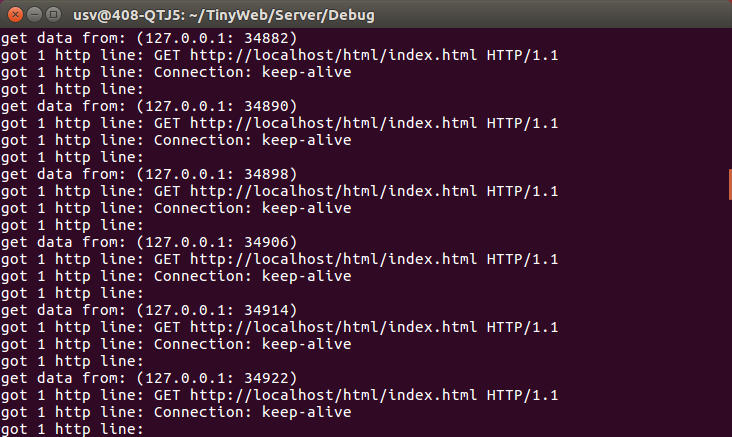 usv@408-QTJ5: ~/TinyWeb/Server/Debug
get data from: (127.0.0.1: 34882)
got 1 http line: GET http://localhost/html/index.html HTTP/1.1
got 1 http line: Connection: keep-alive
got 1 http line:
get data from: (127.0.0.1: 34890)
got 1 http line: GET http://localhost/html/index.html HTTP/1.1
got 1 http line: Connection: keep-alive
got 1 http line:
get data from: (127.0.0.1: 34898)
got 1 http line: GET http://localhost/html/index.html HTTP/1.1
got 1 http line: Connection: keep-alive
got 1 http line:
get data from: (127.0.0.1: 34906)
got 1 http line: GET http://localhost/html/index.html HTTP/1.1
got 1 http line: Connection: keep-alive
got 1 http line:
get data from: (127.0.0.1: 34914)
got 1 http line: GET http://localhost/html/index.html HTTP/1.1
got 1 http line: Connection: keep-alive
got 1 http line:
get data from: (127.0.0.1: 34922)
got 1 http line: GET http://localhost/html/index.html HTTP/1.1
got 1 http line: Connection: keep-alive
got 1 http line: